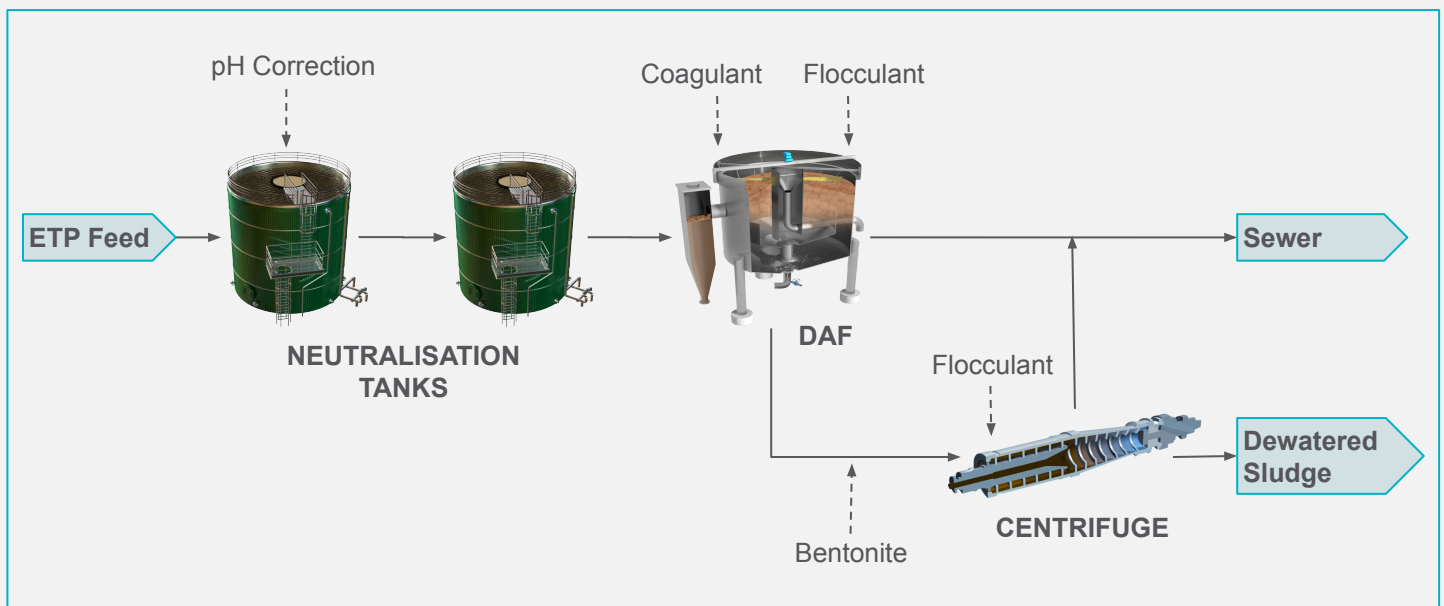 pH Correction
Coagulant
Flocculant
ETP Feed
Sewer
NEUTRALISATION
TANKS
DAF
Flocculant
Dewatered
Sludge
CENTRIFUGE
Bentonite